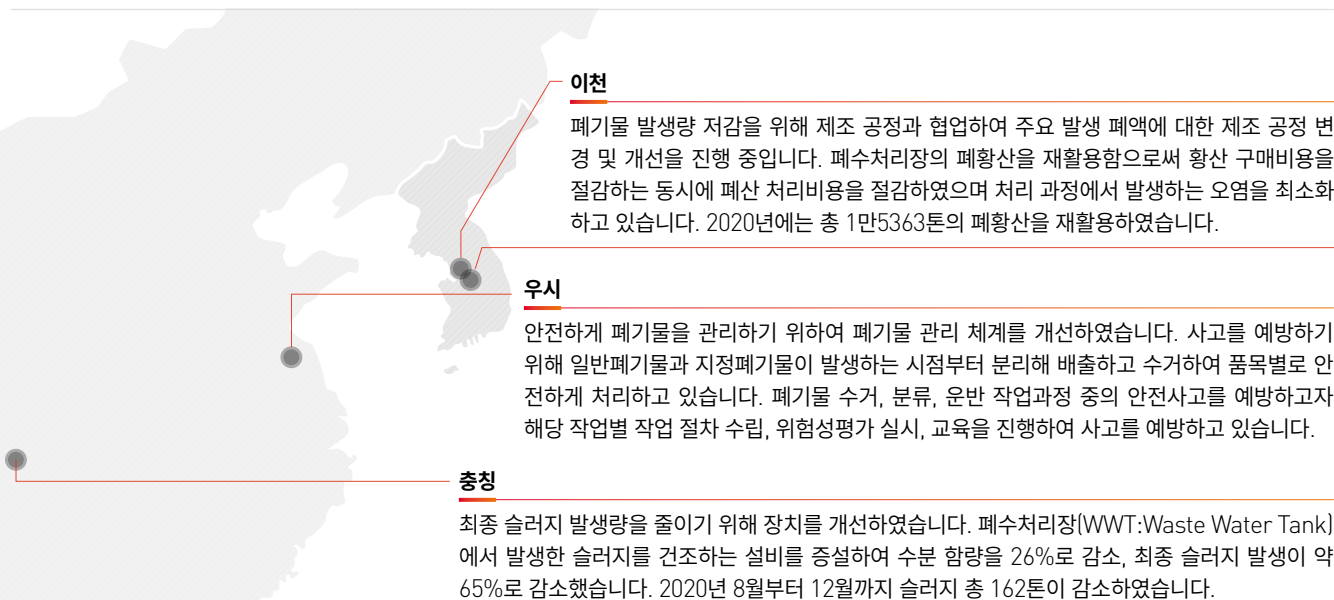 이천
폐기물 발생량 저감을 위해 제조 공정과 협업하여 주요 발생 폐액에 대한 제조 공정 변
경 및 개선을 진행 중입니다. 폐수처리장의 폐황산을 재활용함으로써 황산 구매비용을
절감하는 동시에 폐산 처리비용을 절감하였으며 처리 과정에서 발생하는 오염을 최소화
하고 있습니다. 2020년에는 총 1만5363톤의 폐황산을 재활용하였습니다.
우시
안전하게 폐기물을 관리하기 위하여 폐기물 관리 체계를 개선하였습니다. 사고를 예방하기
위해 일반폐기물과 지정폐기물이 발생하는 시점부터 분리해 배출하고 수거하여 품목별로 안
전하게 처리하고 있습니다. 폐기물 수거, 분류, 운반 작업과정 중의 안전사고를 예방하고자
해당 작업별 작업 절차 수립, 위험성평가 실시, 교육을 진행하여 사고를 예방하고 있습니다.
충칭
최종 슬러지 발생량을 줄이기 위해 장치를 개선하였습니다. 폐수처리장(WWT:Waste Water Tank)
에서 발생한 슬러지를 건조하는 설비를 증설하여 수분 함량을 26%로 감소, 최종 슬러지 발생이 약
65%로 감소했습니다. 2020년 8월부터 12월까지 슬러지 총 162톤이 감소하였습니다.